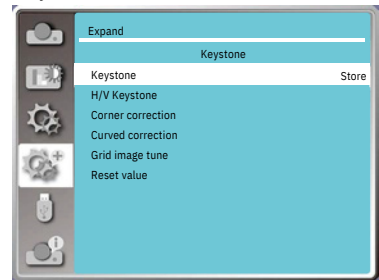 Expand
Keystone
Keystone Store
H/V Keystone
Corner correction
Curved correction
Grid image tune
Reset value